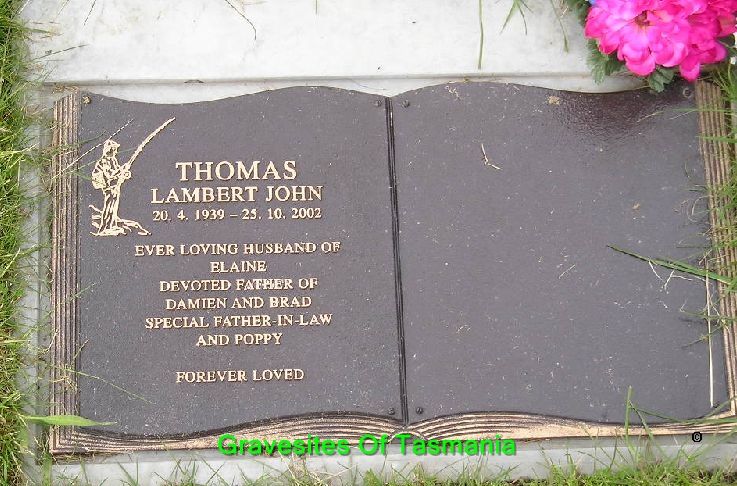 THOMAS
LAMBERT JOHN
20. 4. 1939 – 25. 10. 2002
EVER LOVING HUSBAND OF
ELAINE
DEVOTED FATHER OF
DAMIEN AND BRAD
SPECIAL FATHER-IN-LAW
AND POPPY
FOREVER LOVED
Gravesites Of Tasmania
©